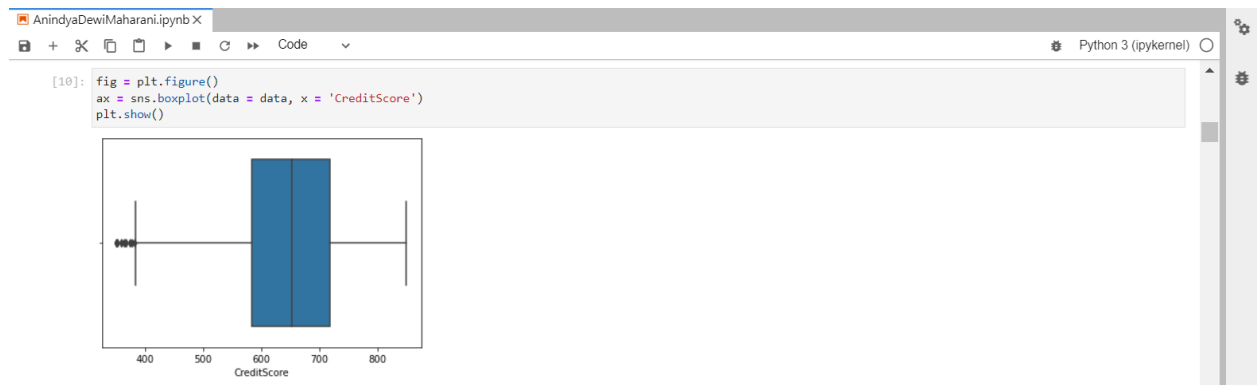 AnindyaDewiMaharani.ipynb
Code
Python 3 (ipykernel)
[10]: fig = plt.figure()
ax = sns.boxplot(data = data, x = 'CreditScore')
plt.show()
400 500 600 700 800
CreditScore